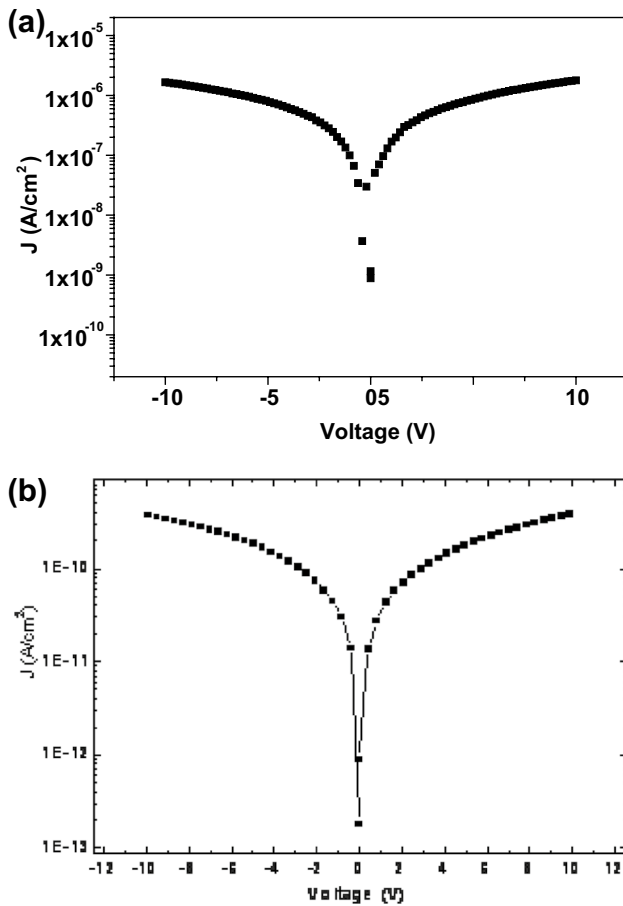 (a)
1x10⁻⁵
1x10⁻⁶
1x10⁻⁷
1x10⁻⁸
1x10⁻⁹
1x10⁻¹⁰
J (A/cm²)
-10 -5 05 10
Voltage (V)
(b)
1E-10
1E-11
1E-12
1E-13
J (A/cm²)
-12 -10 -8 -6 -4 -2 0 2 4 6 8 10 12
Voltage (V)